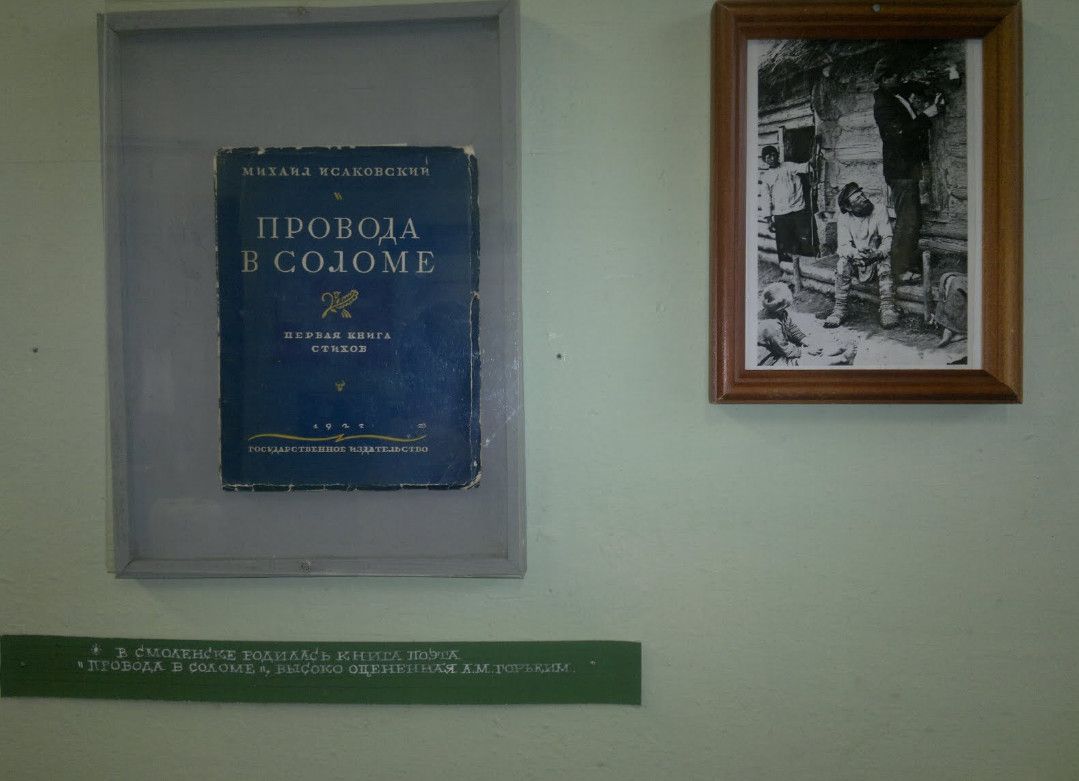 МИХАИЛ ИСАКОВСКИЙ
ПРОВОДА
В СОЛОМЕ
ПЕРВАЯ КНИГА
СТИХОВ
ГОСУДАРСТВЕННОЕ ИЗДАТЕЛЬСТВО
* В СМОЛЕНСКЕ РОДИЛАСЬ КНИГА ПОЭТА
"ПРОВОДА В СОЛОМЕ", ВЫСОКО ОЦЕНЕННАЯ А.М. ГОРЬКИМ.